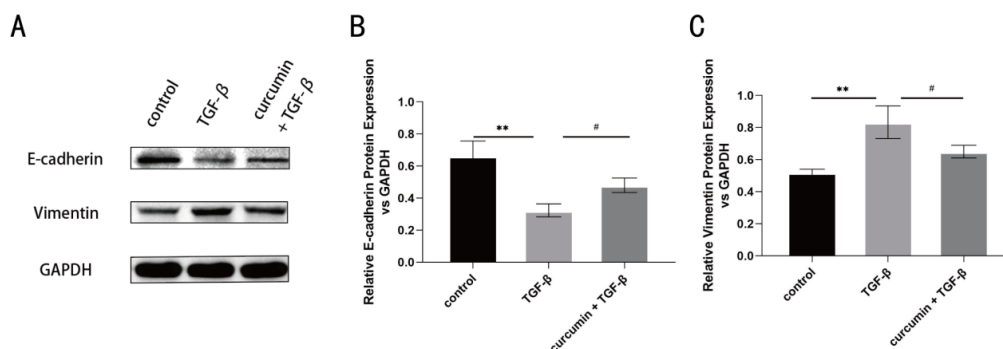 A
control
TGF-β
curcumin
+ TGF-β
E-cadherin
Vimentin
GAPDH
B
Relative E-cadherin Protein Expression
vs GAPDH
1.0
0.8
0.6
0.4
0.2
0.0
**
#
control
TGF-β
curcumin + TGF-β
C
Relative Vimentin Protein Expression
vs GAPDH
1.0
0.8
0.6
0.4
0.2
0.0
**
#
control
TGF-β
curcumin + TGF-β